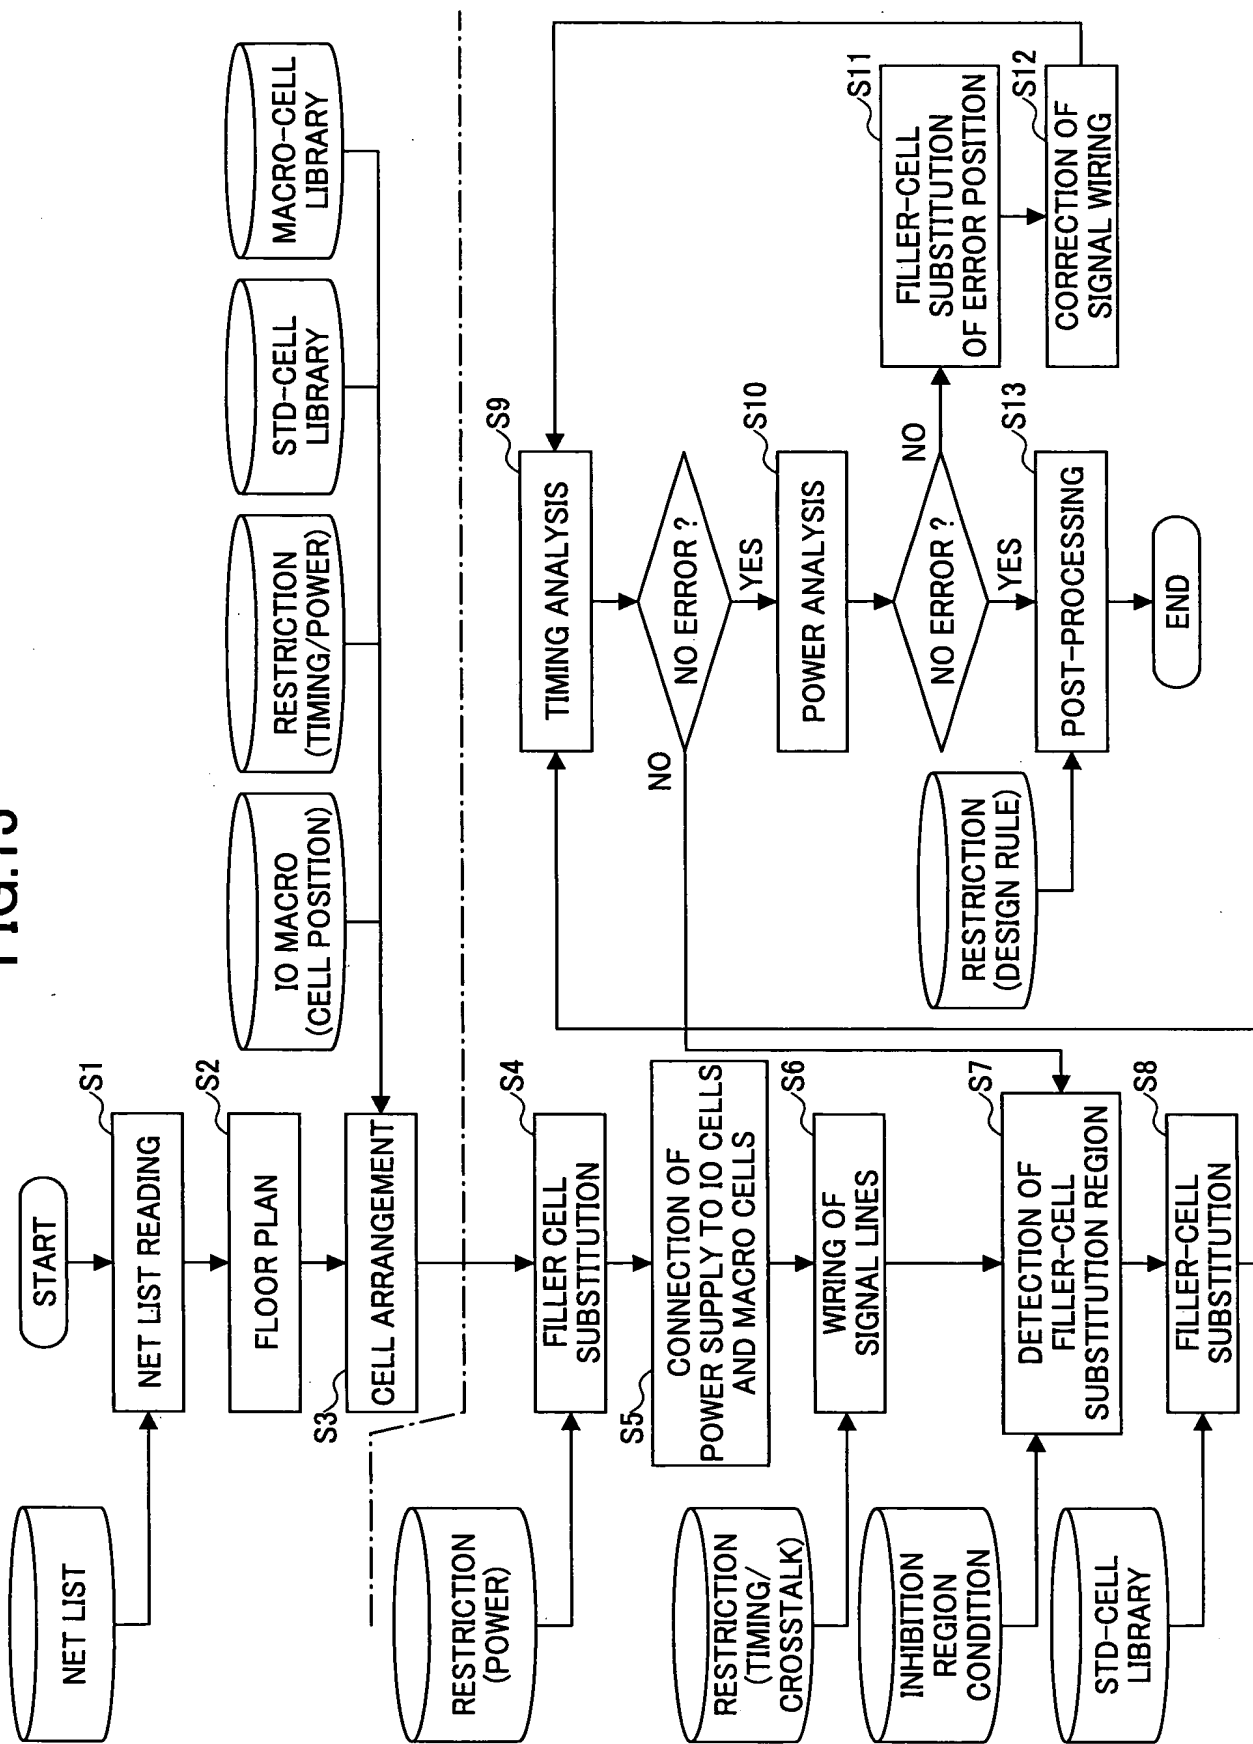 START
S1
NET LIST READING
NET LIST
S2
FLOOR PLAN
S3
CELL ARRANGEMENT
IO MACRO
(CELL POSITION)
RESTRICTION
(TIMING/POWER)
STD-CELL
LIBRARY
MACRO-CELL
LIBRARY
RESTRICTION
(POWER)
S4
FILLER CELL
SUBSTITUTION
S5
CONNECTION OF
POWER SUPPLY TO IO CELLS
AND MACRO CELLS
RESTRICTION
(TIMING/
CROSSTALK)
S6
WIRING OF
SIGNAL LINES
INHIBITION
REGION
CONDITION
S7
DETECTION OF
FILLER-CELL
SUBSTITUTION REGION
STD-CELL
LIBRARY
S8
FILLER-CELL
SUBSTITUTION
S9
TIMING ANALYSIS
NO ERROR ?
NO
YES
S10
POWER ANALYSIS
NO ERROR ?
NO
YES
S11
FILLER-CELL
SUBSTITUTION
OF ERROR POSITION
S12
CORRECTION OF
SIGNAL WIRING
RESTRICTION
(DESIGN RULE)
S13
POST-PROCESSING
END